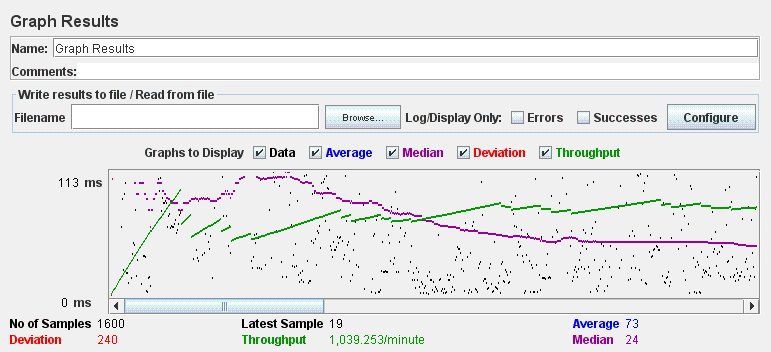 Graph Results
Name: Graph Results
Comments:
Write results to file / Read from file
Filename Browse... Log/Display Only: Errors Successes Configure
Graphs to Display Data Average Median Deviation Throughput
113 ms
0 ms
No of Samples 1600 Latest Sample 19 Average 73
Deviation 240 Throughput 1,039.253/minute Median 24